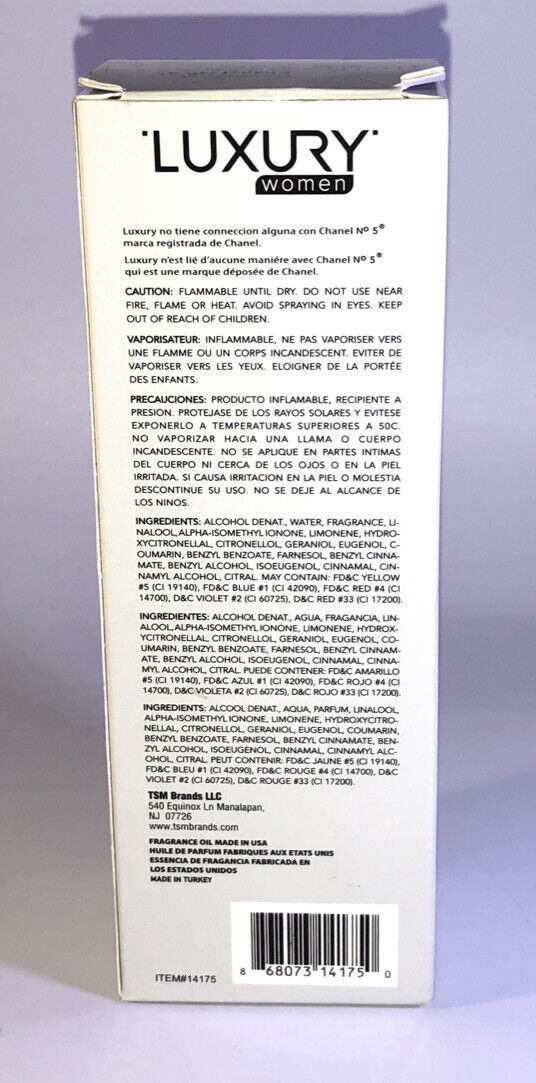 LUXURY
women
Luxury no tiene conneccion alguna con Chanel Nº 5®
marca registrada de Chanel.
Luxury n'est lié d'aucune maniére avec Chanel Nº 5®
qui est une marque déposée de Chanel.
CAUTION: FLAMMABLE UNTIL DRY. DO NOT USE NEAR
FIRE, FLAME OR HEAT. AVOID SPRAYING IN EYES. KEEP
OUT OF REACH OF CHILDREN.
VAPORISATEUR: INFLAMMABLE, NE PAS VAPORISER VERS
UNE FLAMME OU UN CORPS INCANDESCENT. EVITER DE
VAPORISER VERS LES YEUX. ELOIGNER DE LA PORTÉE
DES ENFANTS.
PRECAUCIONES: PRODUCTO INFLAMABLE, RECIPIENTE A
PRESION. PROTEJASE DE LOS RAYOS SOLARES Y EVITESE
EXPONERLO A TEMPERATURAS SUPERIORES A 50C.
NO VAPORIZAR HACIA UNA LLAMA O CUERPO
INCANDESCENTE. NO SE APLIQUE EN PARTES INTIMAS
DEL CUERPO NI CERCA DE LOS OJOS O EN LA PIEL
IRRITADA. SI CAUSA IRRITACION EN LA PIEL O MOLESTIA
DESCONTINUE SU USO. NO SE DEJE AL ALCANCE DE
LOS NINOS.
INGREDIENTS: ALCOHOL DENAT., WATER, FRAGRANCE, LI-
NALOOL,ALPHA-ISOMETHYL IONONE, LIMONENE, HYDRO-
XYCITRONELLAL, CITRONELLOL, GERANIOL, EUGENOL, C-
OUMARIN, BENZYL BENZOATE, FARNESOL, BENZYL CINNA-
MATE, BENZYL ALCOHOL, ISOEUGENOL, CINNAMAL, CIN-
NAMYL ALCOHOL, CITRAL. MAY CONTAIN: FD&C YELLOW
#5 (CI 19140), FD&C BLUE #1 (CI 42090), FD&C RED #4 (CI
14700), D&C VIOLET #2 (CI 60725), D&C RED #33 (CI 17200).
INGREDIENTES: ALCOHOL DENAT., AGUA, FRAGANCIA, LIN-
ALOOL,ALPHA-ISOMETHYL IONONE, LIMONENE, HYDROX-
YCITRONELLAL, CITRONELLOL, GERANIOL, EUGENOL, CO-
UMARIN, BENZYL BENZOATE, FARNESOL, BENZYL CINNAM-
ATE, BENZYL ALCOHOL, ISOEUGENOL, CINNAMAL, CINNA-
MYL ALCOHOL, CITRAL. PUEDE CONTENER: FD&C AMARILLO
#5 (CI 19140), FD&C AZUL #1 (CI 42090), FD&C ROJO #4 (CI
14700), D&C VIOLETA #2 (CI 60725), D&C ROJO #33 (CI 17200).
INGREDIENTS: ALCOOL DENAT., AQUA, PARFUM, LINALOOL,
ALPHA-ISOMETHYL IONONE, LIMONENE, HYDROXYCITRO-
NELLAL, CITRONELLOL, GERANIOL, EUGENOL, COUMARIN,
BENZYL BENZOATE, FARNESOL, BENZYL CINNAMATE, BEN-
ZYL ALCOHOL, ISOEUGENOL, CINNAMAL, CINNAMYL ALC-
OHOL, CITRAL. PEUT CONTENIR: FD&C JAUNE #5 (CI 19140),
FD&C BLEU #1 (CI 42090), FD&C ROUGE #4 (CI 14700), D&C
VIOLET #2 (CI 60725), D&C ROUGE #33 (CI 17200).
TSM Brands LLC
540 Equinox Ln Manalapan,
NJ 07726
www.tsmbrands.com
FRAGRANCE OIL MADE IN USA
HUILE DE PARFUM FABRIQUES AUX ETATS UNIS
ESSENCIA DE FRAGANCIA FABRICADA EN
LOS ESTADOS UNIDOS
MADE IN TURKEY
ITEM#14175
8 68073 14175 0